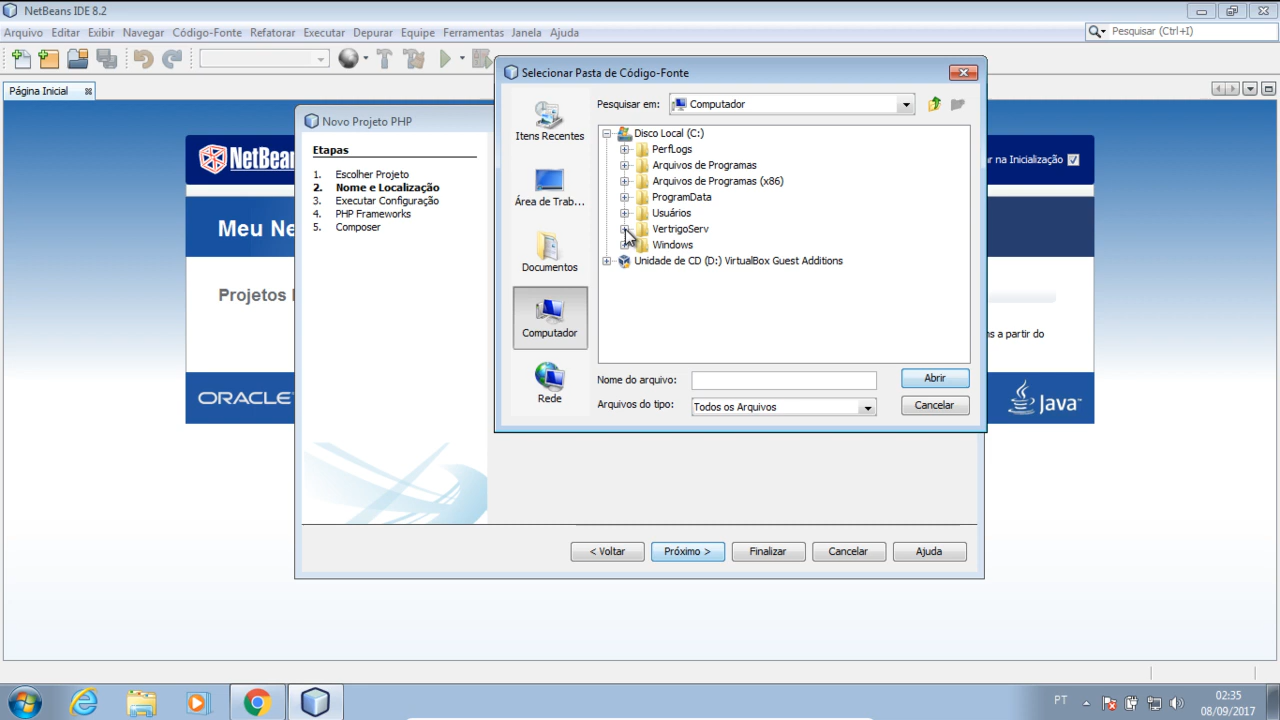 NetBeans IDE 8.2
Arquivo Editar Exibir Navegar Código-Fonte Refatorar Executar Depurar Equipe Ferramentas Janela Ajuda
Pesquisar (Ctrl+I)
Página Inicial
Selecionar Pasta de Código-Fonte
Pesquisar em: Computador
Itens Recentes
Área de Trab...
Documentos
Computador
Rede
Disco Local (C:)
PerfLogs
Arquivos de Programas
Arquivos de Programas (x86)
ProgramData
Usuários
VertrigoServ
Windows
Unidade de CD (D:) VirtualBox Guest Additions
Nome do arquivo:
Abrir
Arquivos do tipo: Todos os Arquivos
Cancelar
Novo Projeto PHP
Etapas
1. Escolher Projeto
2. Nome e Localização
3. Executar Configuração
4. PHP Frameworks
5. Composer
< Voltar Próximo > Finalizar Cancelar Ajuda
NetBean
ar na Inicialização
Meu Ne
Projetos
ns a partir do
ORACLE
Java
PT
02:35
08/09/2017